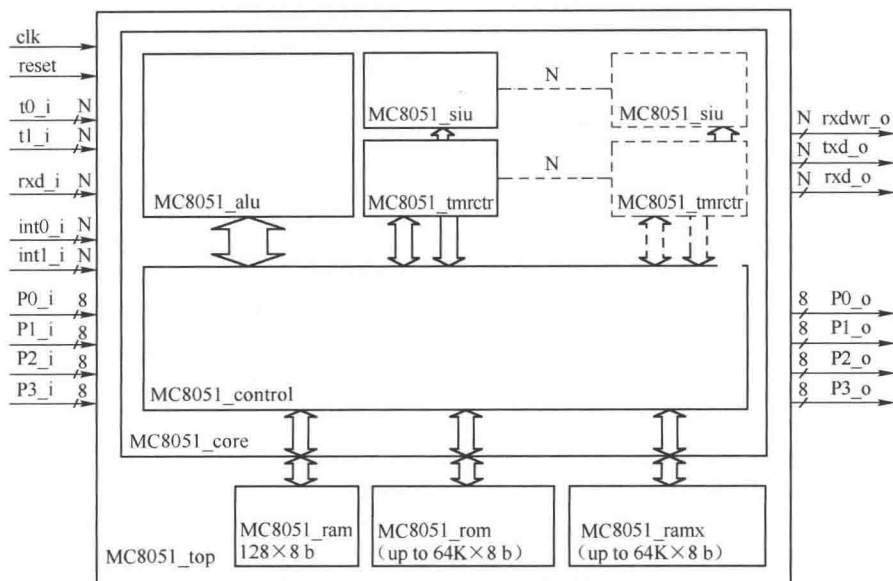 clk
reset
t0_i N
t1_i N
rxd_i N
int0_i N
int1_i N
P0_i 8
P1_i 8
P2_i 8
P3_i 8
MC8051_alu
MC8051_siu
N
MC8051_siu
MC8051_tmrctr
N
MC8051_tmrctr
MC8051_control
MC8051_core
MC8051_ram
128×8 b
MC8051_rom
(up to 64K×8 b)
MC8051_ramx
(up to 64K×8 b)
MC8051_top
N rxdwr_o
N txd_o
N rxd_o
8 P0_o
8 P1_o
8 P2_o
8 P3_o